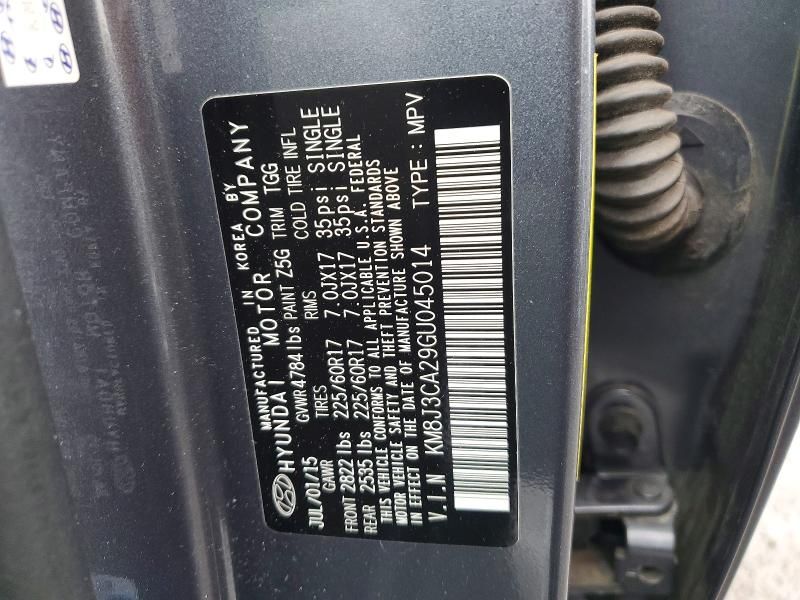 MANUFACTURED IN KOREA BY
HYUNDAI MOTOR COMPANY
JUL/01/15 GVWR4784 lbs PAINT Z5G TRIM TGG
GAWR TIRES RIMS COLD TIRE INFL
FRONT 2822 lbs 225/60R17 7.0JX17 35psi SINGLE
REAR 2535 lbs 225/60R17 7.0JX17 35psi SINGLE
THIS VEHICLE CONFORMS TO ALL APPLICABLE U.S.A. FEDERAL
MOTOR VEHICLE SAFETY AND THEFT PREVENTION STANDARDS
IN EFFECT ON THE DATE OF MANUFACTURE SHOWN ABOVE
V.I.N KM8J3CA29GU045014 TYPE : MPV